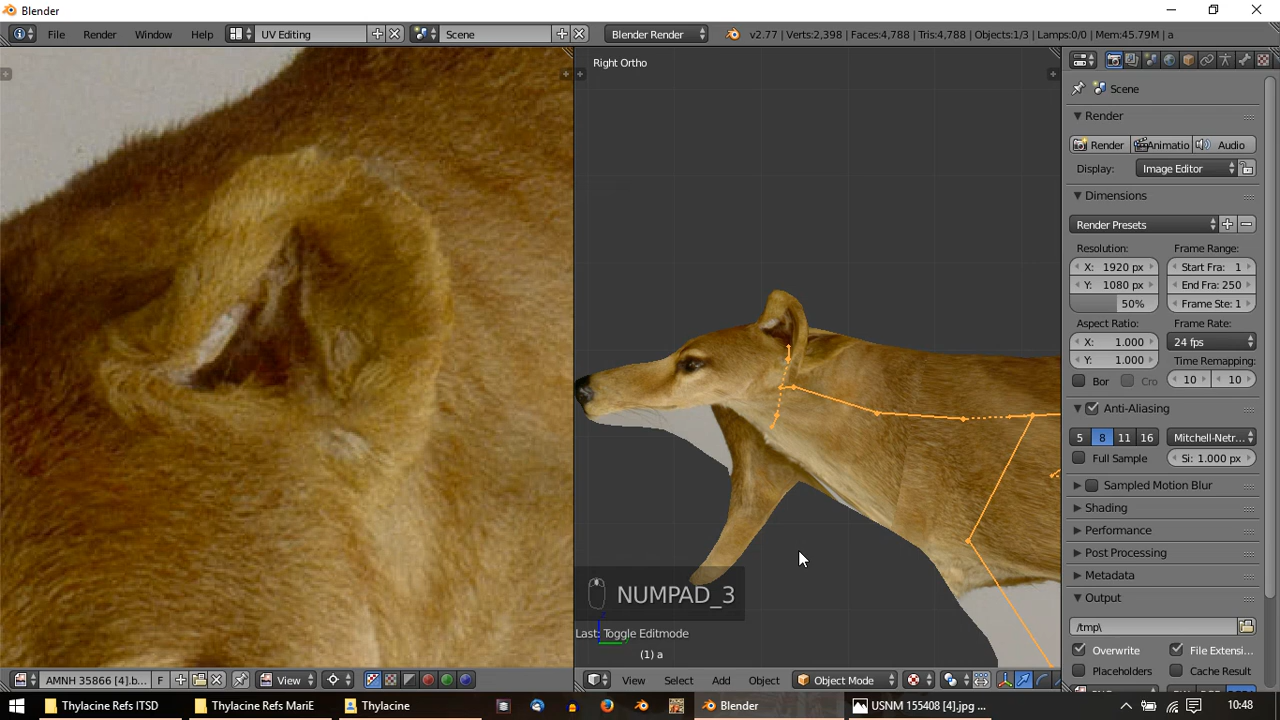 Blender
File Render Window Help UV Editing Scene Blender Render v2.77 | Verts:2,398 | Faces:4,788 | Tris:4,788 | Objects:1/3 | Lamps:0/0 | Mem:45.79M | a
Right Ortho
Scene
Render
Render Animatio Audio
Display: Image Editor
Dimensions
Render Presets
Resolution: Frame Range:
X: 1920 px Start Fra: 1
Y: 1080 px End Fra: 250
50% Frame Ste: 1
Aspect Ratio: Frame Rate:
X: 1.000 24 fps
Y: 1.000 Time Remapping:
Bor Cro 10 10
Anti-Aliasing
5 8 11 16 Mitchell-Netr...
Full Sample Si: 1.000 px
Sampled Motion Blur
Shading
Performance
Post Processing
Metadata
Output
/tmp\
Overwrite File Extensi...
Placeholders Cache Result
NUMPAD_3
Last: Toggle Editmode
(1) a
AMNH 35866 [4].b... F View
View Select Add Object Object Mode
Thylacine Refs ITSD Thylacine Refs MariE Thylacine Blender USNM 155408 [4].jpg ... 10:48